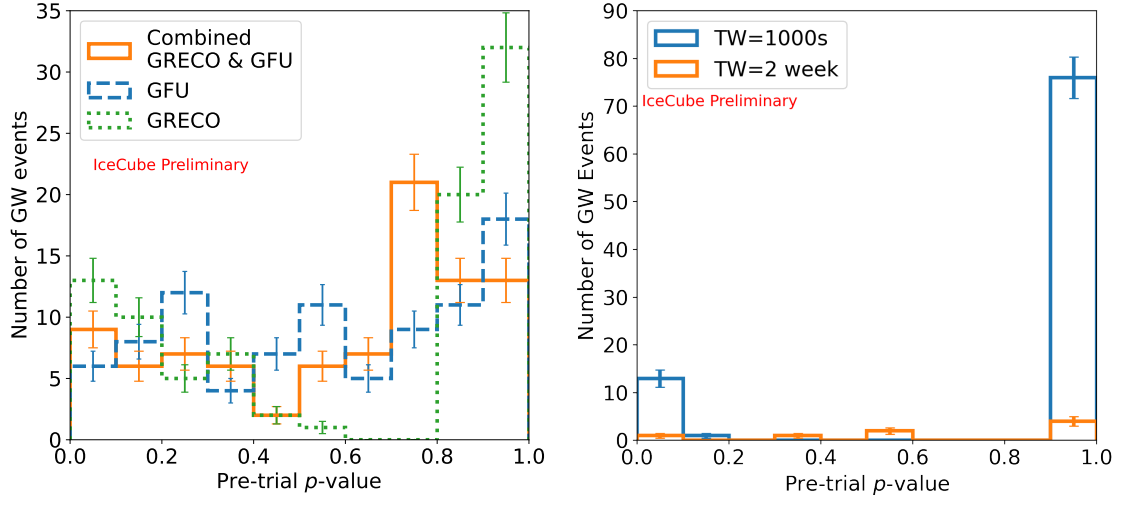 35
30
25
20
15
10
5
0
Number of GW events
Combined
GRECO & GFU
GFU
GRECO
IceCube Preliminary
0.0 0.2 0.4 0.6 0.8 1.0
Pre-trial p-value
90
80
70
60
50
40
30
20
10
0
Number of GW Events
TW=1000s
TW=2 week
IceCube Preliminary
0.0 0.2 0.4 0.6 0.8 1.0
Pre-trial p-value